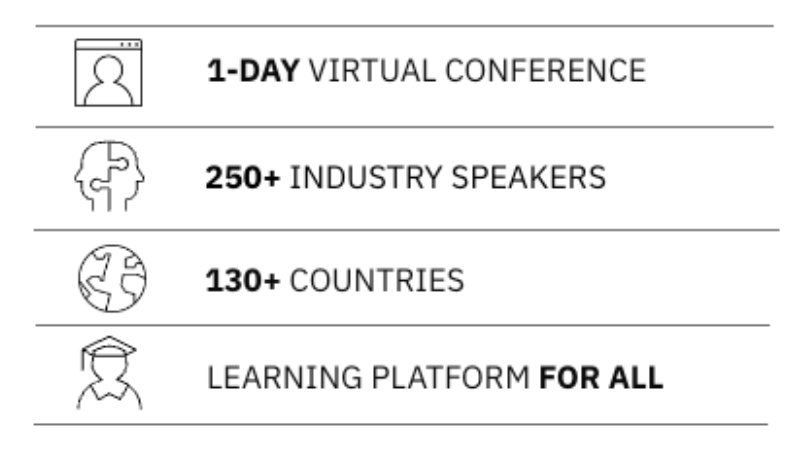 1-DAY VIRTUAL CONFERENCE
250+ INDUSTRY SPEAKERS
130+ COUNTRIES
LEARNING PLATFORM FOR ALL